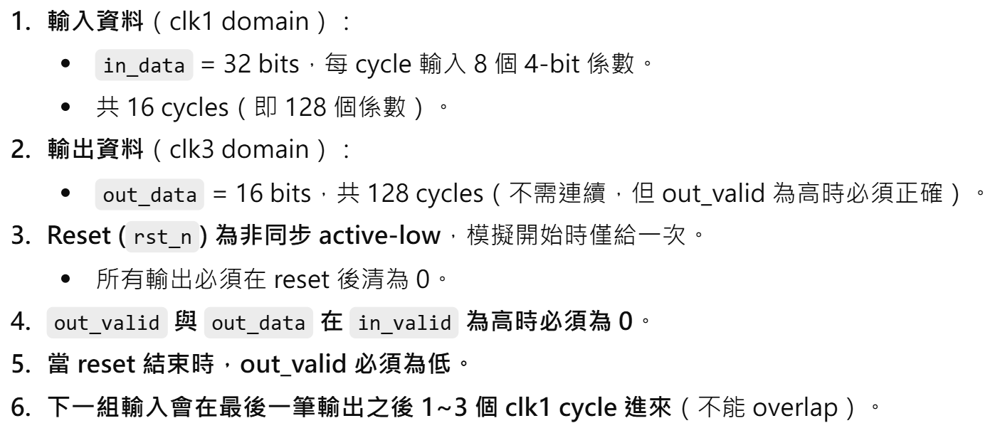 1. 輸入資料（clk1 domain）：
• in_data = 32 bits，每 cycle 輸入 8 個 4-bit 係數。
• 共 16 cycles（即 128 個係數）。
2. 輸出資料（clk3 domain）：
• out_data = 16 bits，共 128 cycles（不需連續，但 out_valid 為高時必須正確）。
3. Reset (rst_n) 為非同步 active-low，模擬開始時僅給一次。
• 所有輸出必須在 reset 後清為 0。
4. out_valid 與 out_data 在 in_valid 為高時必須為 0。
5. 當 reset 結束時，out_valid 必須為低。
6. 下一組輸入會在最後一筆輸出之後 1~3 個 clk1 cycle 進來（不能 overlap）。